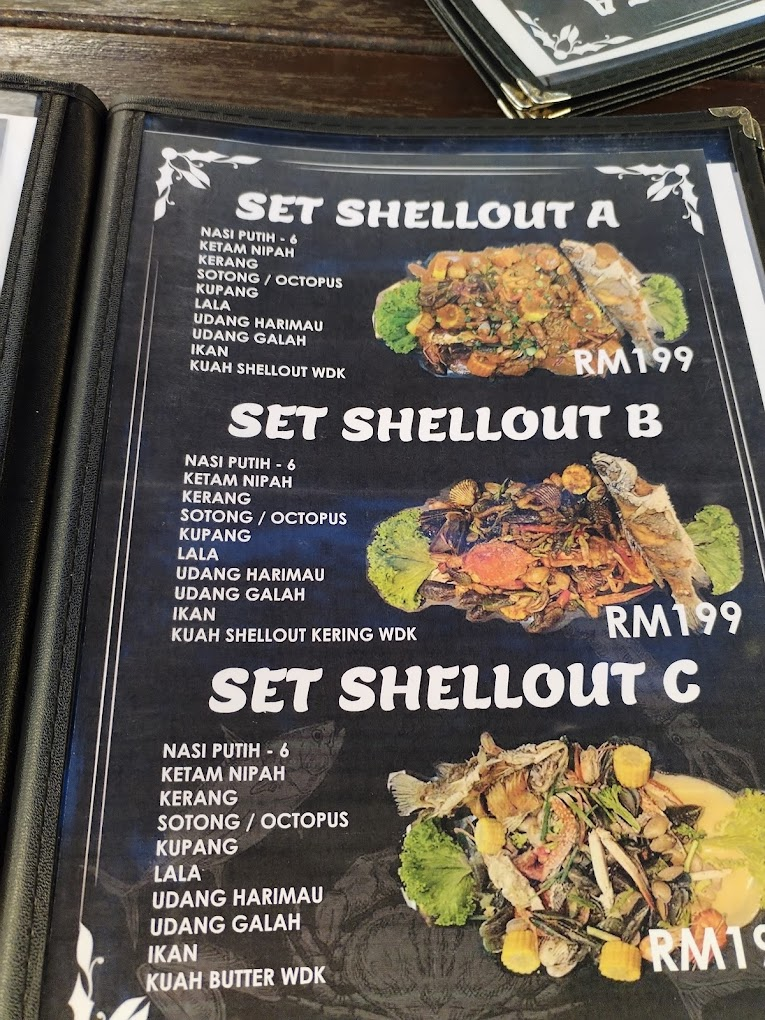 SET SHELLOUT A
NASI PUTIH - 6
KETAM NIPAH
KERANG
SOTONG / OCTOPUS
KUPANG
LALA
UDANG HARIMAU
UDANG GALAH
IKAN
KUAH SHELLOUT WDK
RM199
SET SHELLOUT B
NASI PUTIH - 6
KETAM NIPAH
KERANG
SOTONG / OCTOPUS
KUPANG
LALA
UDANG HARIMAU
UDANG GALAH
IKAN
KUAH SHELLOUT KERING WDK
RM199
SET SHELLOUT C
NASI PUTIH - 6
KETAM NIPAH
KERANG
SOTONG / OCTOPUS
KUPANG
LALA
UDANG HARIMAU
UDANG GALAH
IKAN
KUAH BUTTER WDK